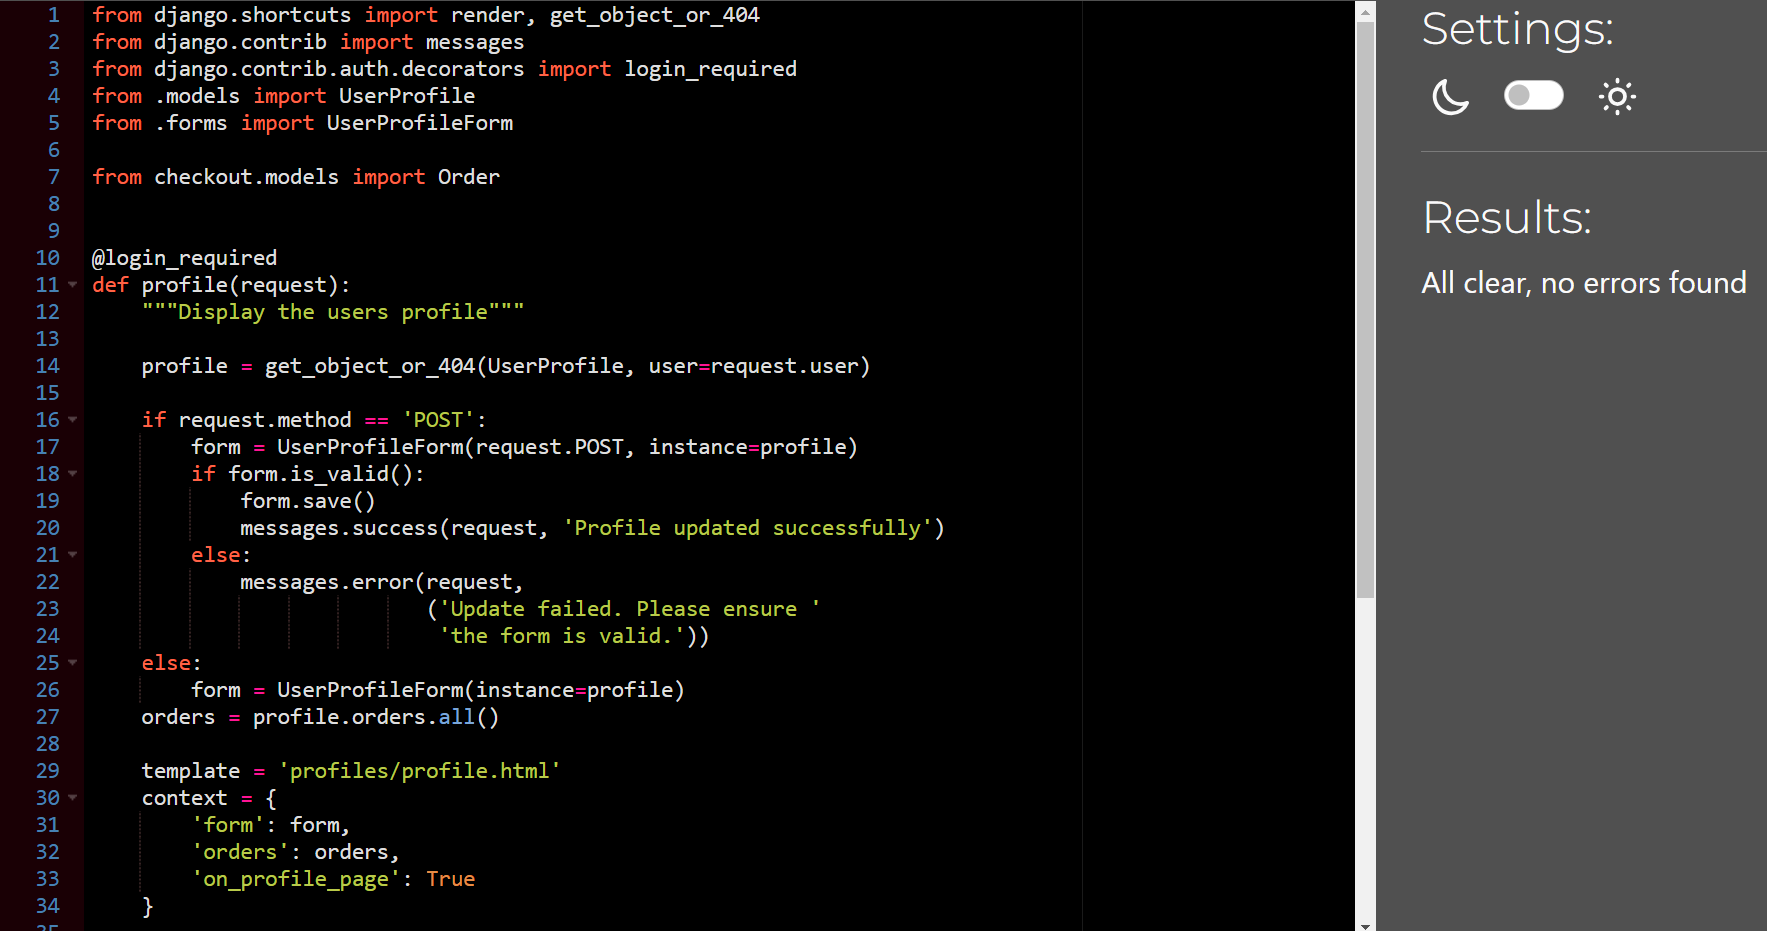 1 from django.shortcuts import render, get_object_or_404
2 from django.contrib import messages
3 from django.contrib.auth.decorators import login_required
4 from .models import UserProfile
5 from .forms import UserProfileForm
6
7 from checkout.models import Order
8
9
10 @login_required
11 def profile(request):
12     """Display the users profile"""
13
14     profile = get_object_or_404(UserProfile, user=request.user)
15
16     if request.method == 'POST':
17         form = UserProfileForm(request.POST, instance=profile)
18         if form.is_valid():
19             form.save()
20             messages.success(request, 'Profile updated successfully')
21         else:
22             messages.error(request,
23                            ('Update failed. Please ensure '
24                             'the form is valid.'))
25     else:
26         form = UserProfileForm(instance=profile)
27     orders = profile.orders.all()
28
29     template = 'profiles/profile.html'
30     context = {
31         'form': form,
32         'orders': orders,
33         'on_profile_page': True
34     }
35
Settings:
Results:
All clear, no errors found